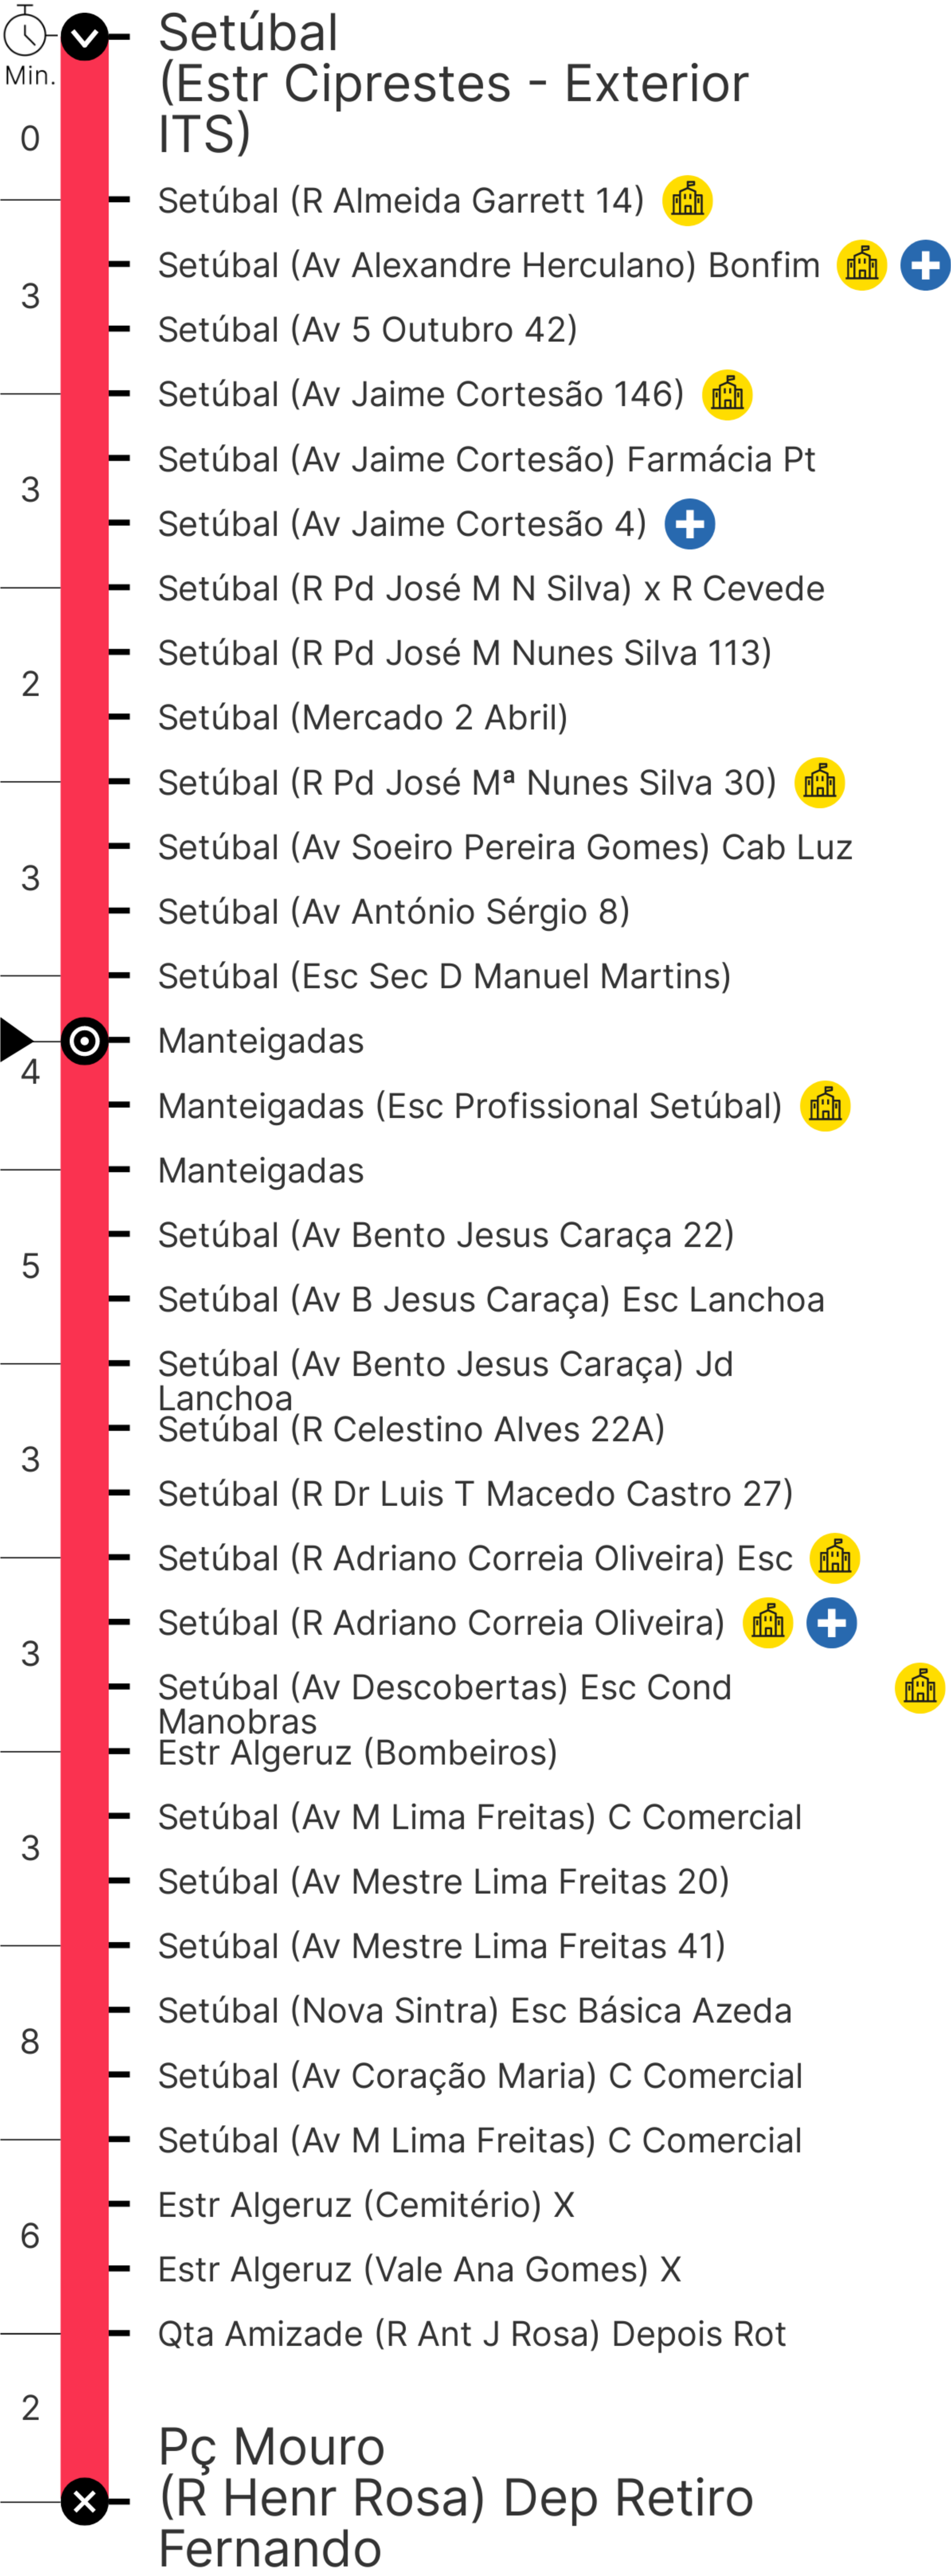 Setúbal
(Estr Ciprestes - Exterior
ITS)
Min.
0
Setúbal (R Almeida Garrett 14)
Setúbal (Av Alexandre Herculano) Bonfim
3
Setúbal (Av 5 Outubro 42)
Setúbal (Av Jaime Cortesão 146)
Setúbal (Av Jaime Cortesão) Farmácia Pt
3
Setúbal (Av Jaime Cortesão 4)
Setúbal (R Pd José M N Silva) x R Cevede
Setúbal (R Pd José M Nunes Silva 113)
2
Setúbal (Mercado 2 Abril)
Setúbal (R Pd José Mª Nunes Silva 30)
Setúbal (Av Soeiro Pereira Gomes) Cab Luz
3
Setúbal (Av António Sérgio 8)
Setúbal (Esc Sec D Manuel Martins)
Manteigadas
4
Manteigadas (Esc Profissional Setúbal)
Manteigadas
Setúbal (Av Bento Jesus Caraça 22)
5
Setúbal (Av B Jesus Caraça) Esc Lanchoa
Setúbal (Av Bento Jesus Caraça) Jd
Lanchoa
Setúbal (R Celestino Alves 22A)
3
Setúbal (R Dr Luis T Macedo Castro 27)
Setúbal (R Adriano Correia Oliveira) Esc
Setúbal (R Adriano Correia Oliveira)
3
Setúbal (Av Descobertas) Esc Cond
Manobras
Estr Algeruz (Bombeiros)
Setúbal (Av M Lima Freitas) C Comercial
3
Setúbal (Av Mestre Lima Freitas 20)
Setúbal (Av Mestre Lima Freitas 41)
Setúbal (Nova Sintra) Esc Básica Azeda
8
Setúbal (Av Coração Maria) C Comercial
Setúbal (Av M Lima Freitas) C Comercial
Estr Algeruz (Cemitério) X
6
Estr Algeruz (Vale Ana Gomes) X
Qta Amizade (R Ant J Rosa) Depois Rot
2
Pç Mouro
(R Henr Rosa) Dep Retiro
Fernando